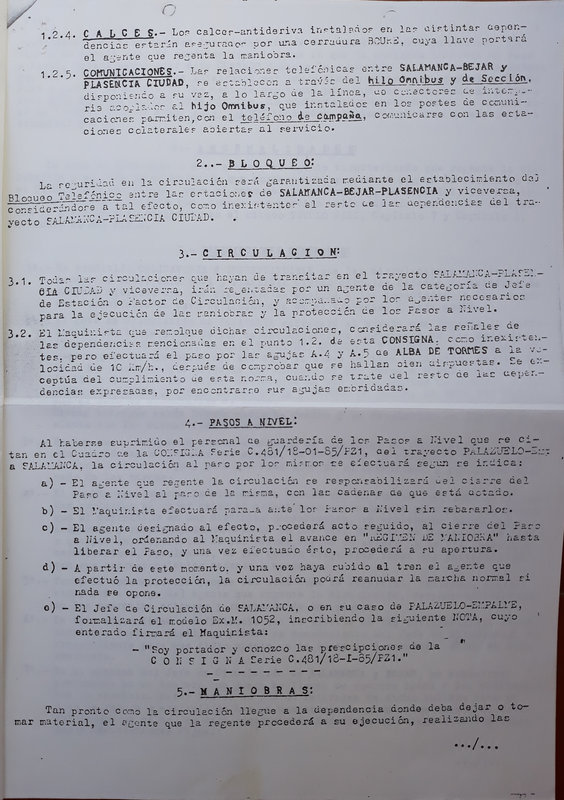 1.2.4. C A L C E S.- Los calces-antideriva instalados en las distintas depen-
dencias estarán asegurados por una cerradura BOURE, cuya llave portará
el agente que regenta la maniobra.
1.2.5. COMUNICACIONES.- Las relaciones telefónicas entre SALAMANCA-BEJAR y
PLASENCIA CIUDAD, se establecen a través del hilo Omnibus y de Sección,
disponiendo a su vez, a lo largo de la línea, de conectores de intempe-
rie acoplados al hijo Omnibus, que instalados en los postes de comuni-
caciones permiten, con el teléfono de campaña, comunicarse con las esta-
ciones colaterales abiertas al servicio.
2..- B L O Q U E O:
La seguridad en la circulación será garantizada mediante el establecimiento del
Bloqueo Telefónico entre las estaciones de SALAMANCA-BEJAR-PLASENCIA y viceversa,
considerándose a tal efecto, como inexistentes al resto de las dependencias del tra-
yecto SALAMANCA-PLASENCIA CIUDAD.
3.- C I R C U L A C I O N:
3.1. Todas las circulaciones que hayan de transitar en el trayecto SALAMANCA-PLASEN-
CIA CIUDAD y viceversa, irán regentadas por un agente de la categoría de Jefe
de Estación o Factor de Circulación, y acompañado por los agentes necesarios
para la ejecución de las maniobras y la protección de los Pasos a Nivel.
3.2. El Maquinista que remolque dichas circulaciones, considerará las señales de
las dependencias mencionadas en el punto 1.2. de esta CONSIGNA, como inexisten-
tes, pero efectuará el paso por las agujas A.4 y A.5 de ALBA DE TORMES a la ve-
locidad de 10 Km/h., después de comprobar que se hallan bien dispuestas. Se ex-
ceptúa del cumplimiento de esta norma, cuando se trate del resto de las depen-
dencias expresadas, por encontrarse sus agujas embridadas.
4.- PASOS A NIVEL:
Al haberse suprimido el personal de guardería de los Pasos a Nivel que se ci-
tan en el Cuadro de la CONSIGNA Serie C.481/18-01-85/PZ1, del trayecto PALAZUELO-EMP
a SALAMANCA, la circulación al paso por los mismos se efectuará segun se indica:
a) - El agente que regente la circulación se responsabilizará del cierre del
Paso a Nivel al paso de la misma, con las cadenas de que está dotado.
b) - El Maquinista efectuará parada ante los Pasos a Nivel sin rebasarlos.
c) - El agente designado al efecto, procederá acto seguido, al cierre del Paso
a Nivel, ordenando al Maquinista el avance en "REGIMEN DE MANIOBRA" hasta
liberar el Paso, y una vez efectuado ésto, procederá a su apertura.
d) - A partir de este momento, y una vez haya subido al tren el agente que
efectuó la protección, la circulación podrá reanudar la marcha normal si
nada se opone.
e) - El Jefe de Circulación de SALAMANCA, o en su caso de PALAZUELO-EMPALME,
formalizará el modelo Ex.M. 1052, inscribiendo la siguiente NOTA, cuyo
enterado firmará el Maquinista:
- "Soy portador y conozco las prescipciones de la "
C O N S I G N A Serie C.481/18-I-85/PZ1."
5.- M A N I O B R A S:
Tan pronto como la circulación llegue a la dependencia donde deba dejar o to-
mar material, el agente que la regente procederá a su ejecución, realizando las
.../...